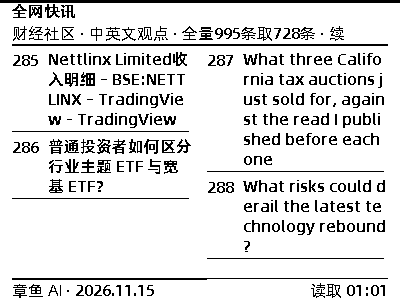 全网快讯
财经社区 · 中英文观点 · 全量995条取728条 · 续
285 Nettlinx Limited收
入明细 - BSE:NETT
LINX - TradingVie
w - TradingView
286 普通投资者如何区分
行业主题 ETF 与宽
基 ETF?
287 What three Califo
rnia tax auctions j
ust sold for, again
st the read I publi
shed before each
one
288 What risks could d
erail the latest te
chnology rebound
?
章鱼 AI · 2026.11.15
读取 01:01